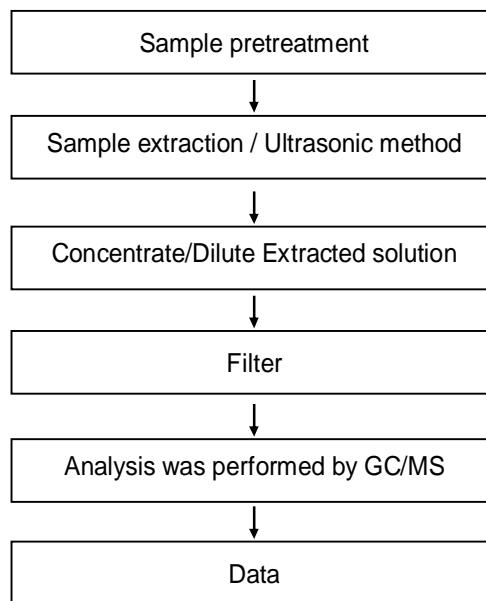 Sample pretreatment
Sample extraction / Ultrasonic method
Concentrate/Dilute Extracted solution
Filter
Analysis was performed by GC/MS
Data